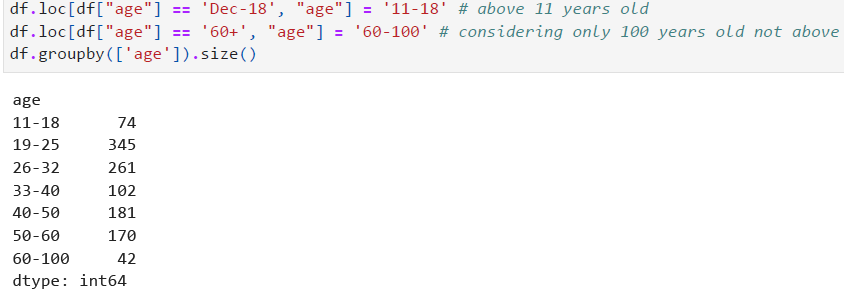 df.loc[df["age"] == 'Dec-18', "age"] = '11-18' # above 11 years old
df.loc[df["age"] == '60+', "age"] = '60-100' # considering only 100 years old not above
df.groupby(['age']).size()
age
11-18 74
19-25 345
26-32 261
33-40 102
40-50 181
50-60 170
60-100 42
dtype: int64